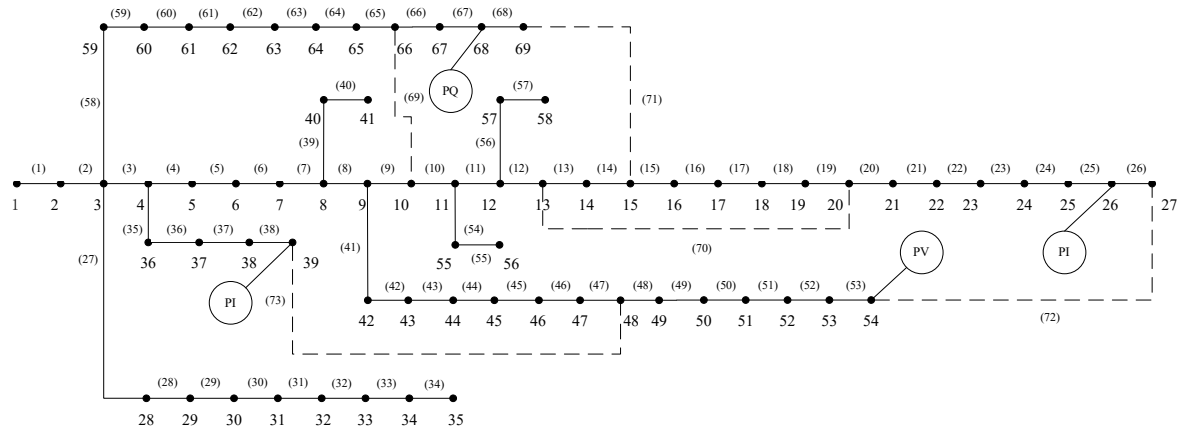 (59) (60) (61) (62) (63) (64) (65) (66) (67) (68)
59 60 61 62 63 64 65 66 67 68 69
PQ
(58) (40) (69) (57) (71)
40 41 57 58
(39) (56)
(1) (2) (3) (4) (5) (6) (7) (8) (9) (10) (11) (12) (13) (14) (15) (16) (17) (18) (19) (20) (21) (22) (23) (24) (25) (26)
1 2 3 4 5 6 7 8 9 10 11 12 13 14 15 16 17 18 19 20 21 22 23 24 25 26 27
(35) (36) (37) (38) (54)
(27) (41) (55) (70) PV PI
36 37 38 39 55 56
PI (73) (42) (43) (44) (45) (46) (47) (48) (49) (50) (51) (52) (53)
42 43 44 45 46 47 48 49 50 51 52 53 54 (72)
(28) (29) (30) (31) (32) (33) (34)
28 29 30 31 32 33 34 35